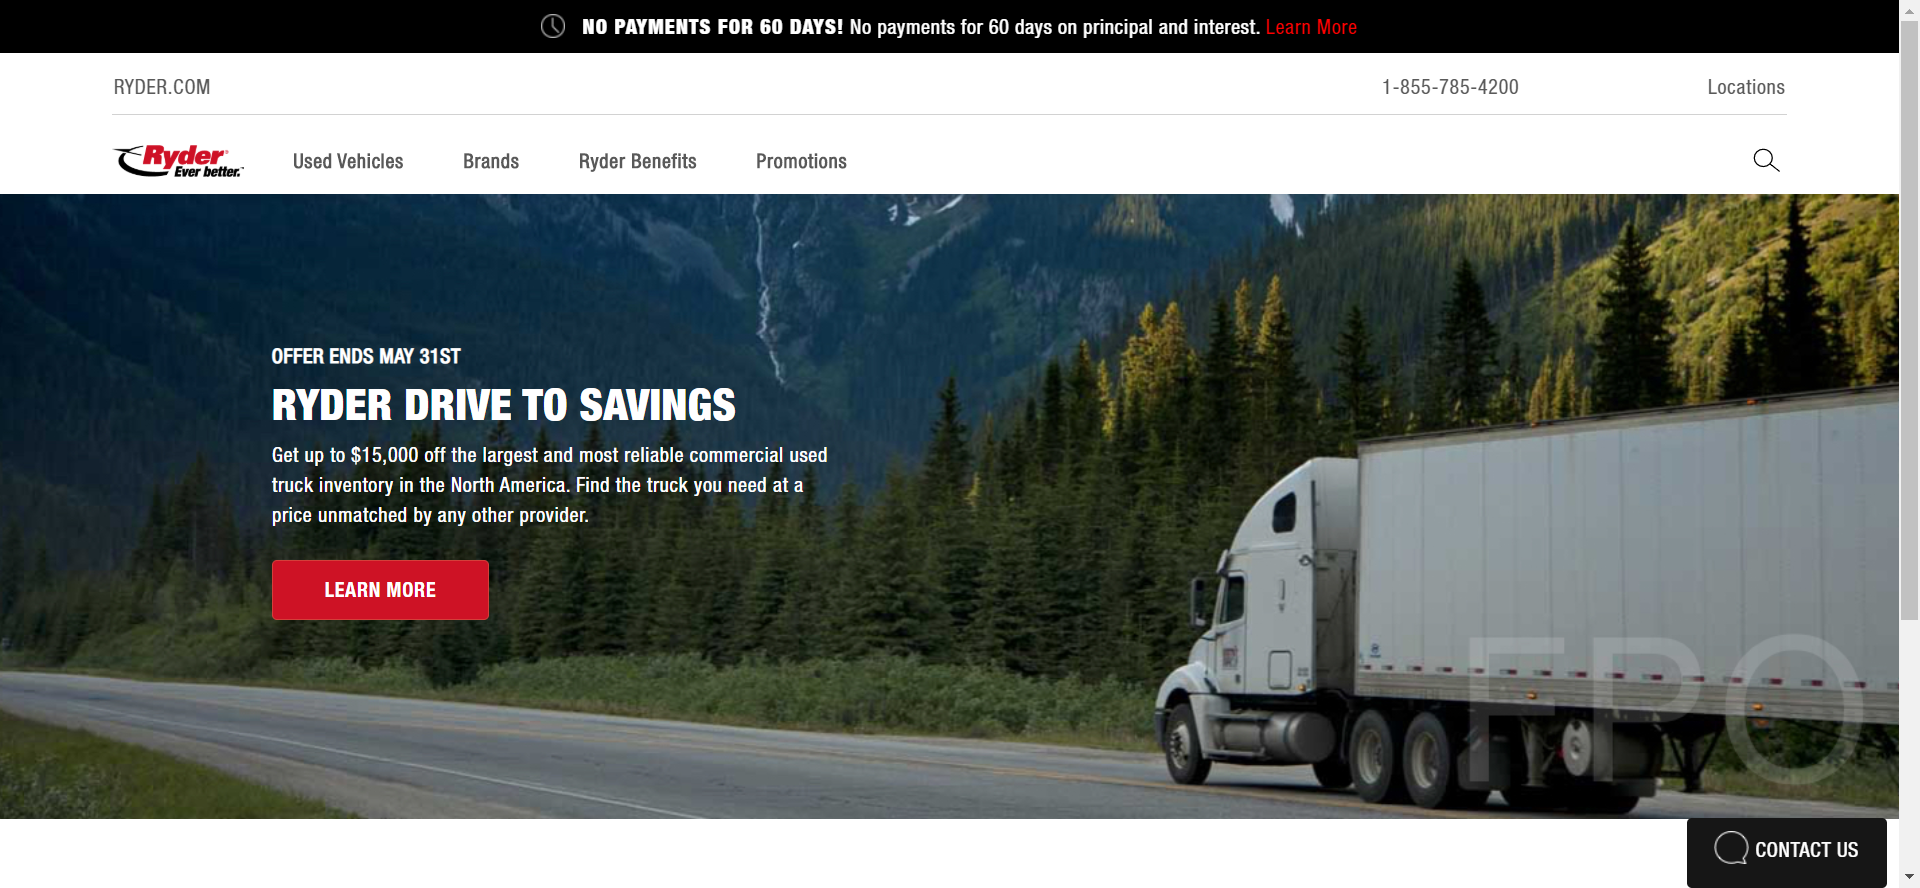 NO PAYMENTS FOR 60 DAYS! No payments for 60 days on principal and interest. Learn More
RYDER.COM
1-855-785-4200
Locations
Ryder
Ever better.™
Used Vehicles
Brands
Ryder Benefits
Promotions
OFFER ENDS MAY 31ST
RYDER DRIVE TO SAVINGS
Get up to $15,000 off the largest and most reliable commercial used
truck inventory in the North America. Find the truck you need at a
price unmatched by any other provider.
LEARN MORE
FPO
CONTACT US